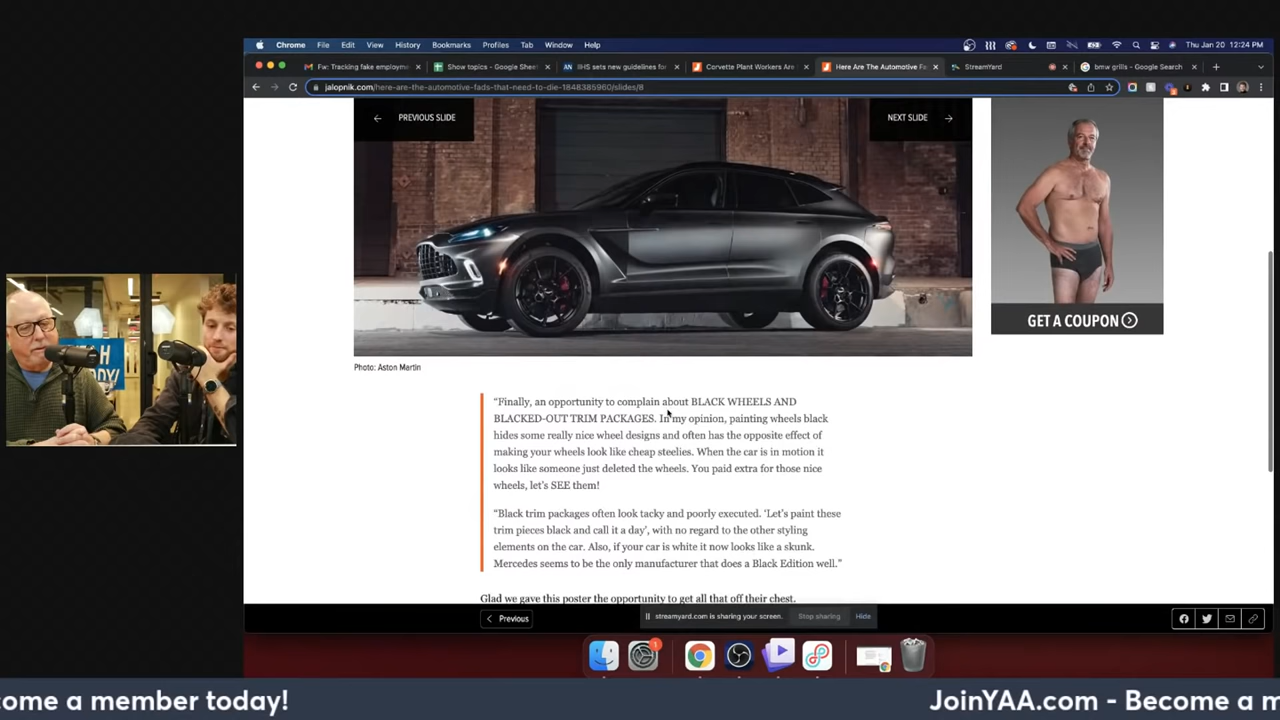 Chrome File Edit View History Bookmarks Profiles Tab Window Help Thu Jan 20 12:24 PM
Fw: Tracking fake employm Show topics - Google Shee IIHS sets new guidelines for Corvette Plant Workers Are Here Are The Automotive Fa StreamYard bmw grills - Google Search
jalopnik.com/here-are-the-automotive-fads-that-need-to-die-1848385960/slides/8
PREVIOUS SLIDE
NEXT SLIDE
GET A COUPON
Photo: Aston Martin
“Finally, an opportunity to complain about BLACK WHEELS AND
BLACKED-OUT TRIM PACKAGES. In my opinion, painting wheels black
hides some really nice wheel designs and often has the opposite effect of
making your wheels look like cheap steelies. When the car is in motion it
looks like someone just deleted the wheels. You paid extra for those nice
wheels, let’s SEE them!
“Black trim packages often look tacky and poorly executed. ‘Let’s paint these
trim pieces black and call it a day’, with no regard to the other styling
elements on the car. Also, if your car is white it now looks like a skunk.
Mercedes seems to be the only manufacturer that does a Black Edition well.”
Glad we gave this poster the opportunity to get all that off their chest.
Previous
streamyard.com is sharing your screen. Stop sharing Hide
1
come a member today!
JoinYAA.com - Become a m